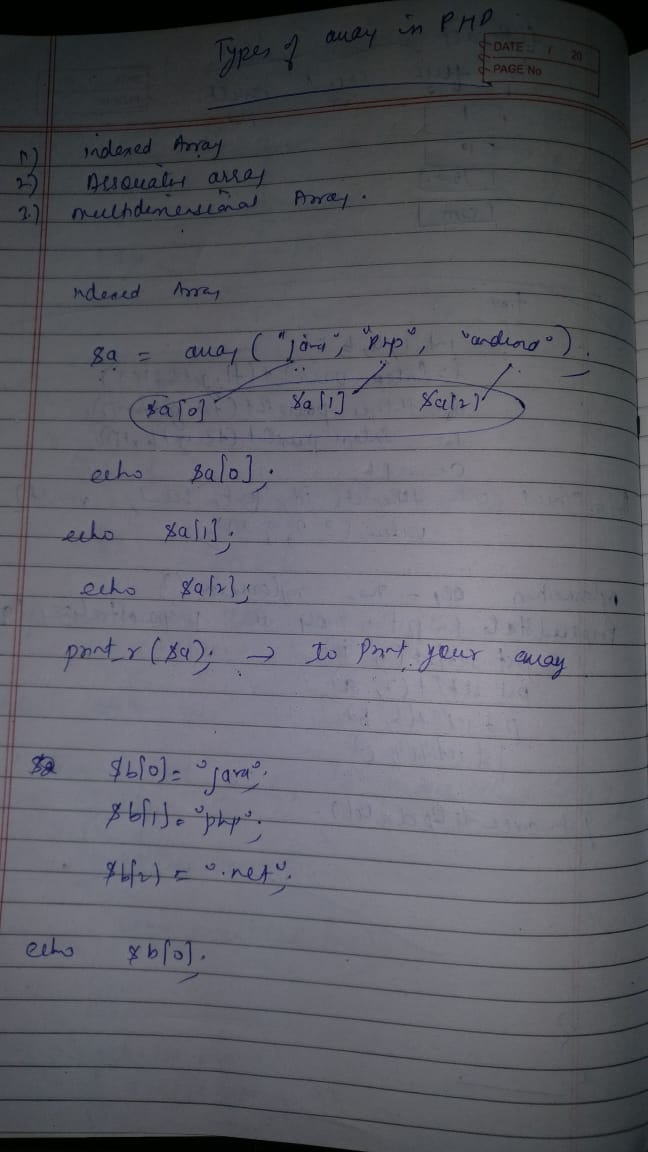 Types of array in PHP
DATE / 20
PAGE No
1) indexed Array
2) Associative array
3.) multidimensional Array.
ndexed Array
$a = array ("java", "php", "android");
$a[0] $a[1] $a[2]
echo $a[0];
echo $a[1];
echo $a[2];
print_r($a); → to Print your array
$b[0] = "java";
$b[1] = "php";
$b[2] = ".net";
echo $b[0];